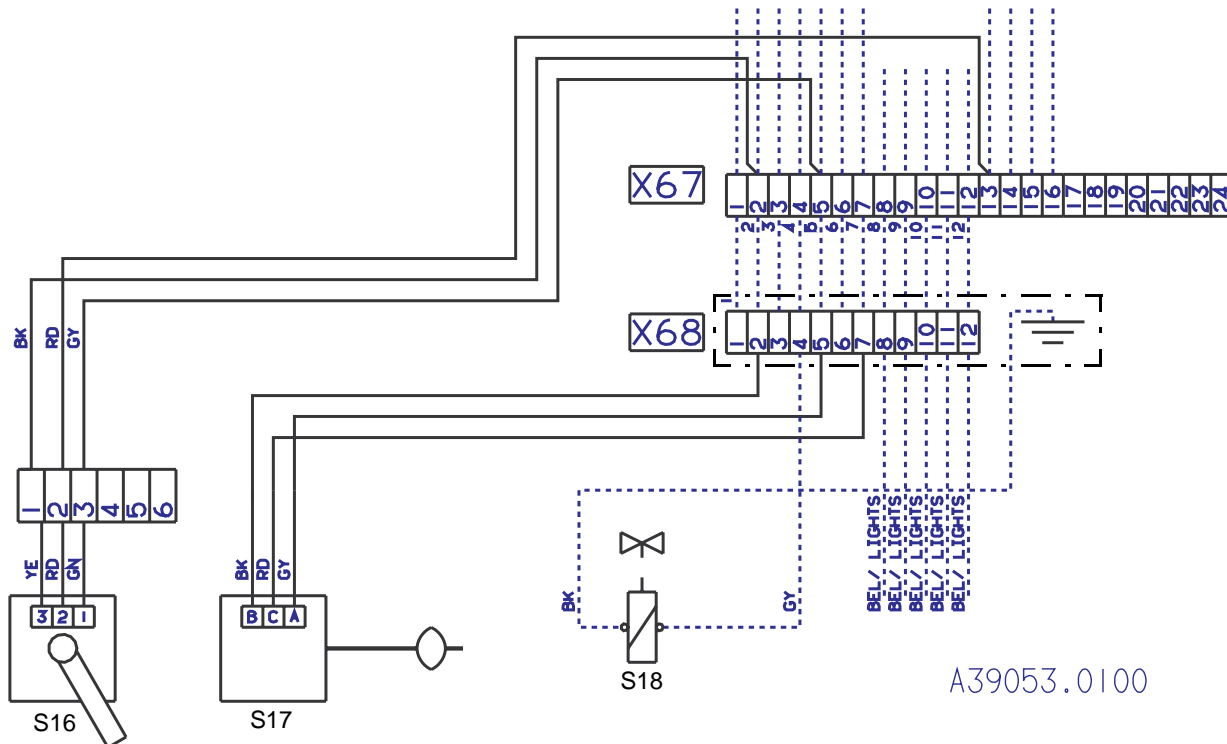 X67
1 2 3 4 5 6 7 8 9 10 11 12 13 14 15 16 17 18 19 20 21 22 23 24
2 3 4 5 6 7 8 9 10 11 12
X68
1 2 3 4 5 6 7 8 9 10 11 12
BK RD GY
1 2 3 4 5 6
YE RD GN
3 2 1
S16
BK RD GY
B C A
S17
BK
GY
S18
BEL/ LIGHTS
BEL/ LIGHTS
BEL/ LIGHTS
BEL/ LIGHTS
BEL/ LIGHTS
A39053.0100